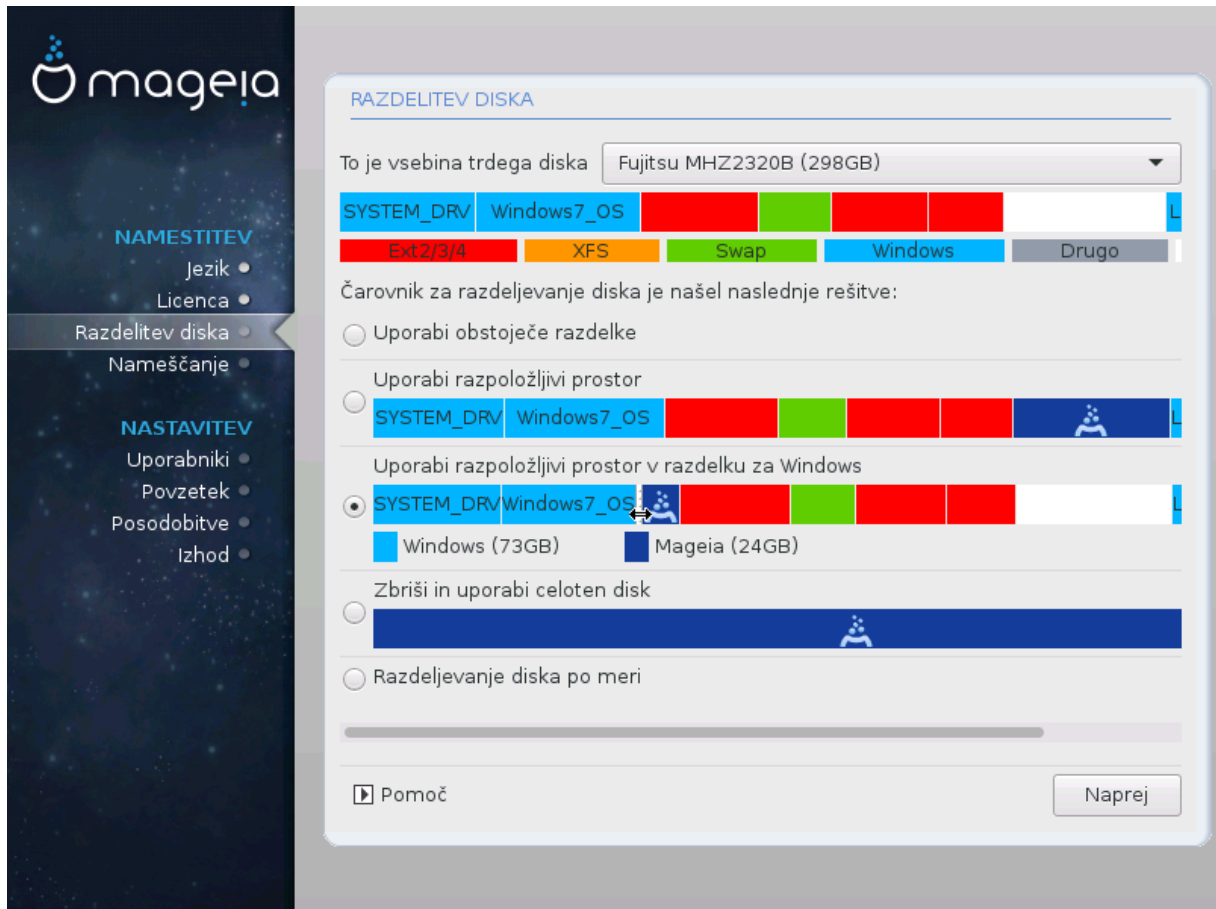 mageia
NAMESTITEV
Jezik
Licenca
Razdelitev diska
Nameščanje
NASTAVITEV
Uporabniki
Povzetek
Posodobitve
Izhod
RAZDELITEV DISKA
To je vsebina trdega diska Fujitsu MHZ2320B (298GB)
SYSTEM_DRV Windows7_OS L
Ext2/3/4 XFS Swap Windows Drugo
Čarovnik za razdeljevanje diska je našel naslednje rešitve:
Uporabi obstoječe razdelke
Uporabi razpoložljivi prostor
SYSTEM_DRV Windows7_OS L
Uporabi razpoložljivi prostor v razdelku za Windows
SYSTEM_DRV Windows7_OS L
Windows (73GB) Mageia (24GB)
Zbriši in uporabi celoten disk
Razdeljevanje diska po meri
Pomoč
Naprej